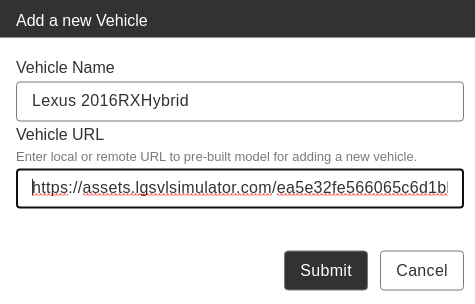 Add a new Vehicle
Vehicle Name
Lexus 2016RXHybrid
Vehicle URL
Enter local or remote URL to pre-built model for adding a new vehicle.
https://assets.lgsvlsimulator.com/ea5e32fe566065c6d1b
Submit Cancel